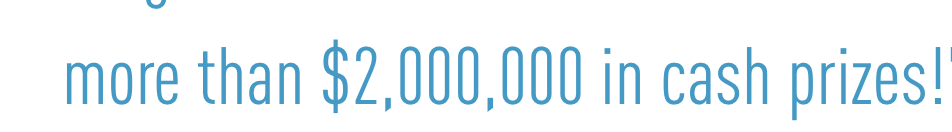 more than $2,000,000 in cash prizes!